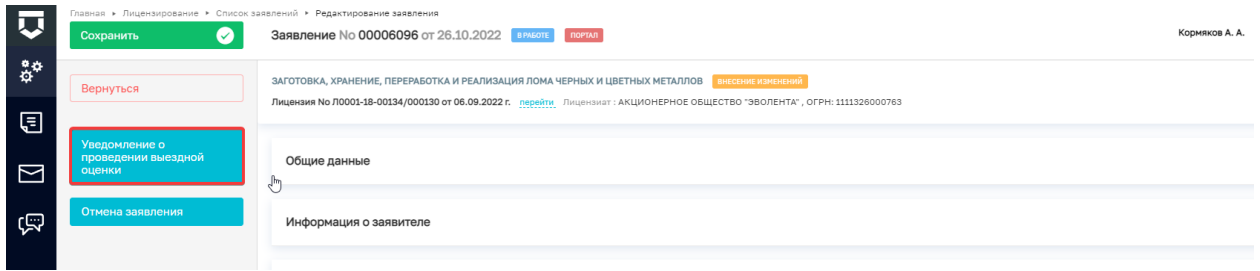 Главная ▸ Лицензирование ▸ Список заявлений ▸ Редактирование заявления
Сохранить
Заявление No 00006096 от 26.10.2022 В РАБОТЕ ПОРТАЛ
Кормяков А. А.
Вернуться
ЗАГОТОВКА, ХРАНЕНИЕ, ПЕРЕРАБОТКА И РЕАЛИЗАЦИЯ ЛОМА ЧЕРНЫХ И ЦВЕТНЫХ МЕТАЛЛОВ ВНЕСЕНИЕ ИЗМЕНЕНИЙ
Лицензия No Л0001-18-00134/000130 от 06.09.2022 г. перейти Лицензиат : АКЦИОНЕРНОЕ ОБЩЕСТВО "ЭВОЛЕНТА" , ОГРН: 1111326000763
Уведомление о
проведении выездной
оценки
Общие данные
Отмена заявления
Информация о заявителе